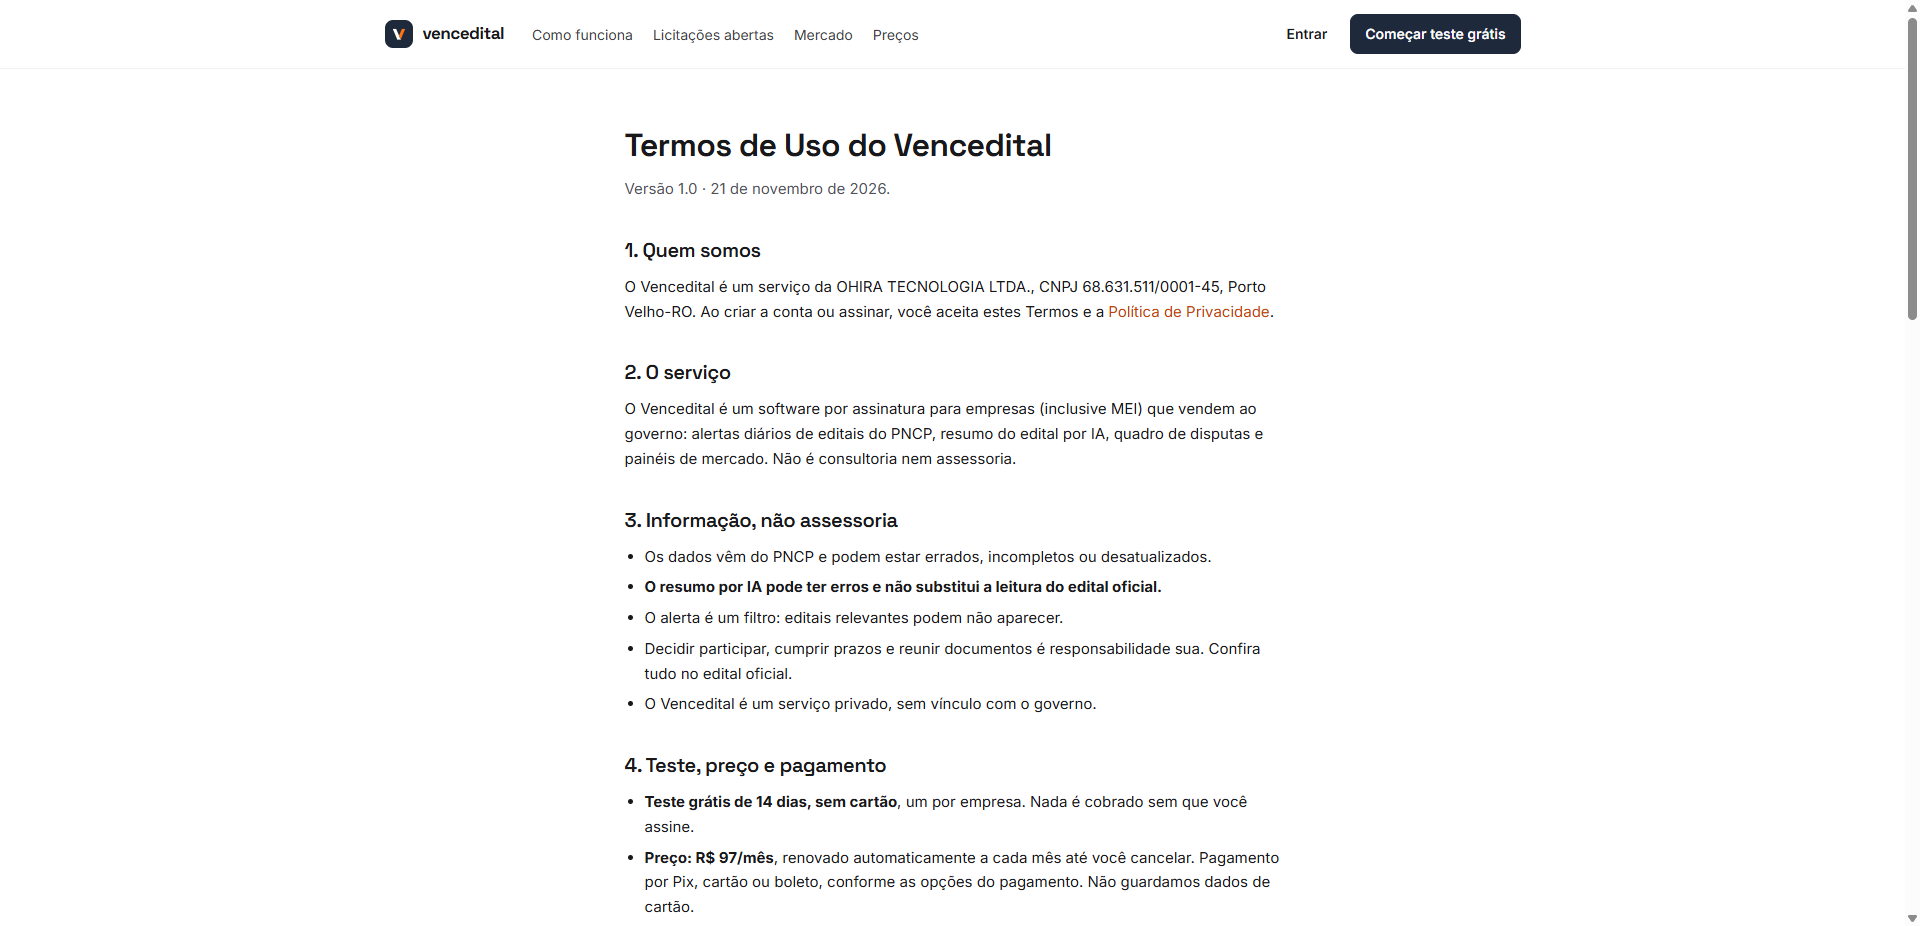 vencedital Como funciona Licitações abertas Mercado Preços Entrar Começar teste grátis
Termos de Uso do Vencedital
Versão 1.0 · 21 de novembro de 2026.
1. Quem somos
O Vencedital é um serviço da OHIRA TECNOLOGIA LTDA., CNPJ 68.631.511/0001-45, Porto
Velho-RO. Ao criar a conta ou assinar, você aceita estes Termos e a Política de Privacidade.
2. O serviço
O Vencedital é um software por assinatura para empresas (inclusive MEI) que vendem ao
governo: alertas diários de editais do PNCP, resumo do edital por IA, quadro de disputas e
painéis de mercado. Não é consultoria nem assessoria.
3. Informação, não assessoria
• Os dados vêm do PNCP e podem estar errados, incompletos ou desatualizados.
• O resumo por IA pode ter erros e não substitui a leitura do edital oficial.
• O alerta é um filtro: editais relevantes podem não aparecer.
• Decidir participar, cumprir prazos e reunir documentos é responsabilidade sua. Confira
tudo no edital oficial.
• O Vencedital é um serviço privado, sem vínculo com o governo.
4. Teste, preço e pagamento
• Teste grátis de 14 dias, sem cartão, um por empresa. Nada é cobrado sem que você
assine.
• Preço: R$ 97/mês, renovado automaticamente a cada mês até você cancelar. Pagamento
por Pix, cartão ou boleto, conforme as opções do pagamento. Não guardamos dados de
cartão.